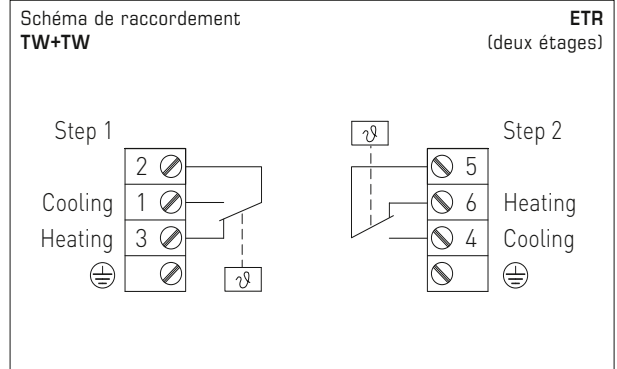 Schéma de raccordement
TW+TW
ETR
(deux étages)
Step 1
2
Cooling 1
Heating 3
ϑ
ϑ
Step 2
5
6 Heating
4 Cooling